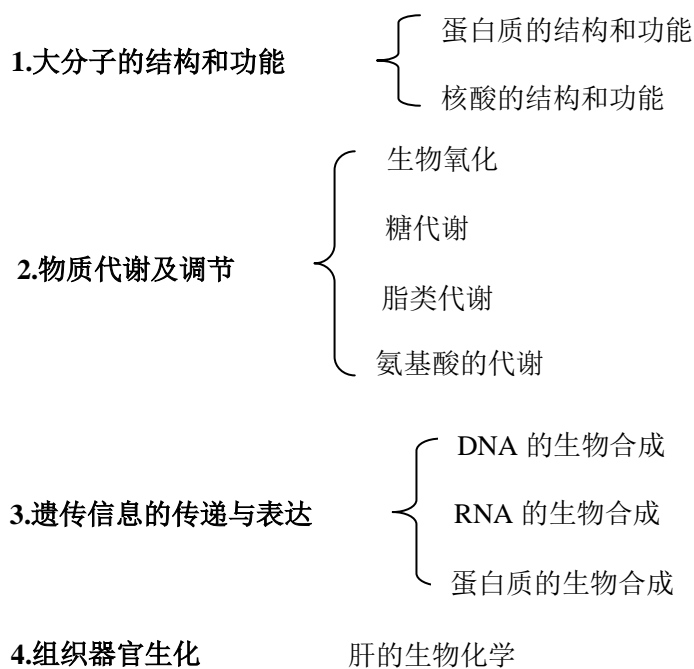 1.大分子的结构和功能
蛋白质的结构和功能
核酸的结构和功能
2.物质代谢及调节
生物氧化
糖代谢
脂类代谢
氨基酸的代谢
3.遗传信息的传递与表达
DNA 的生物合成
RNA 的生物合成
蛋白质的生物合成
4.组织器官生化 肝的生物化学